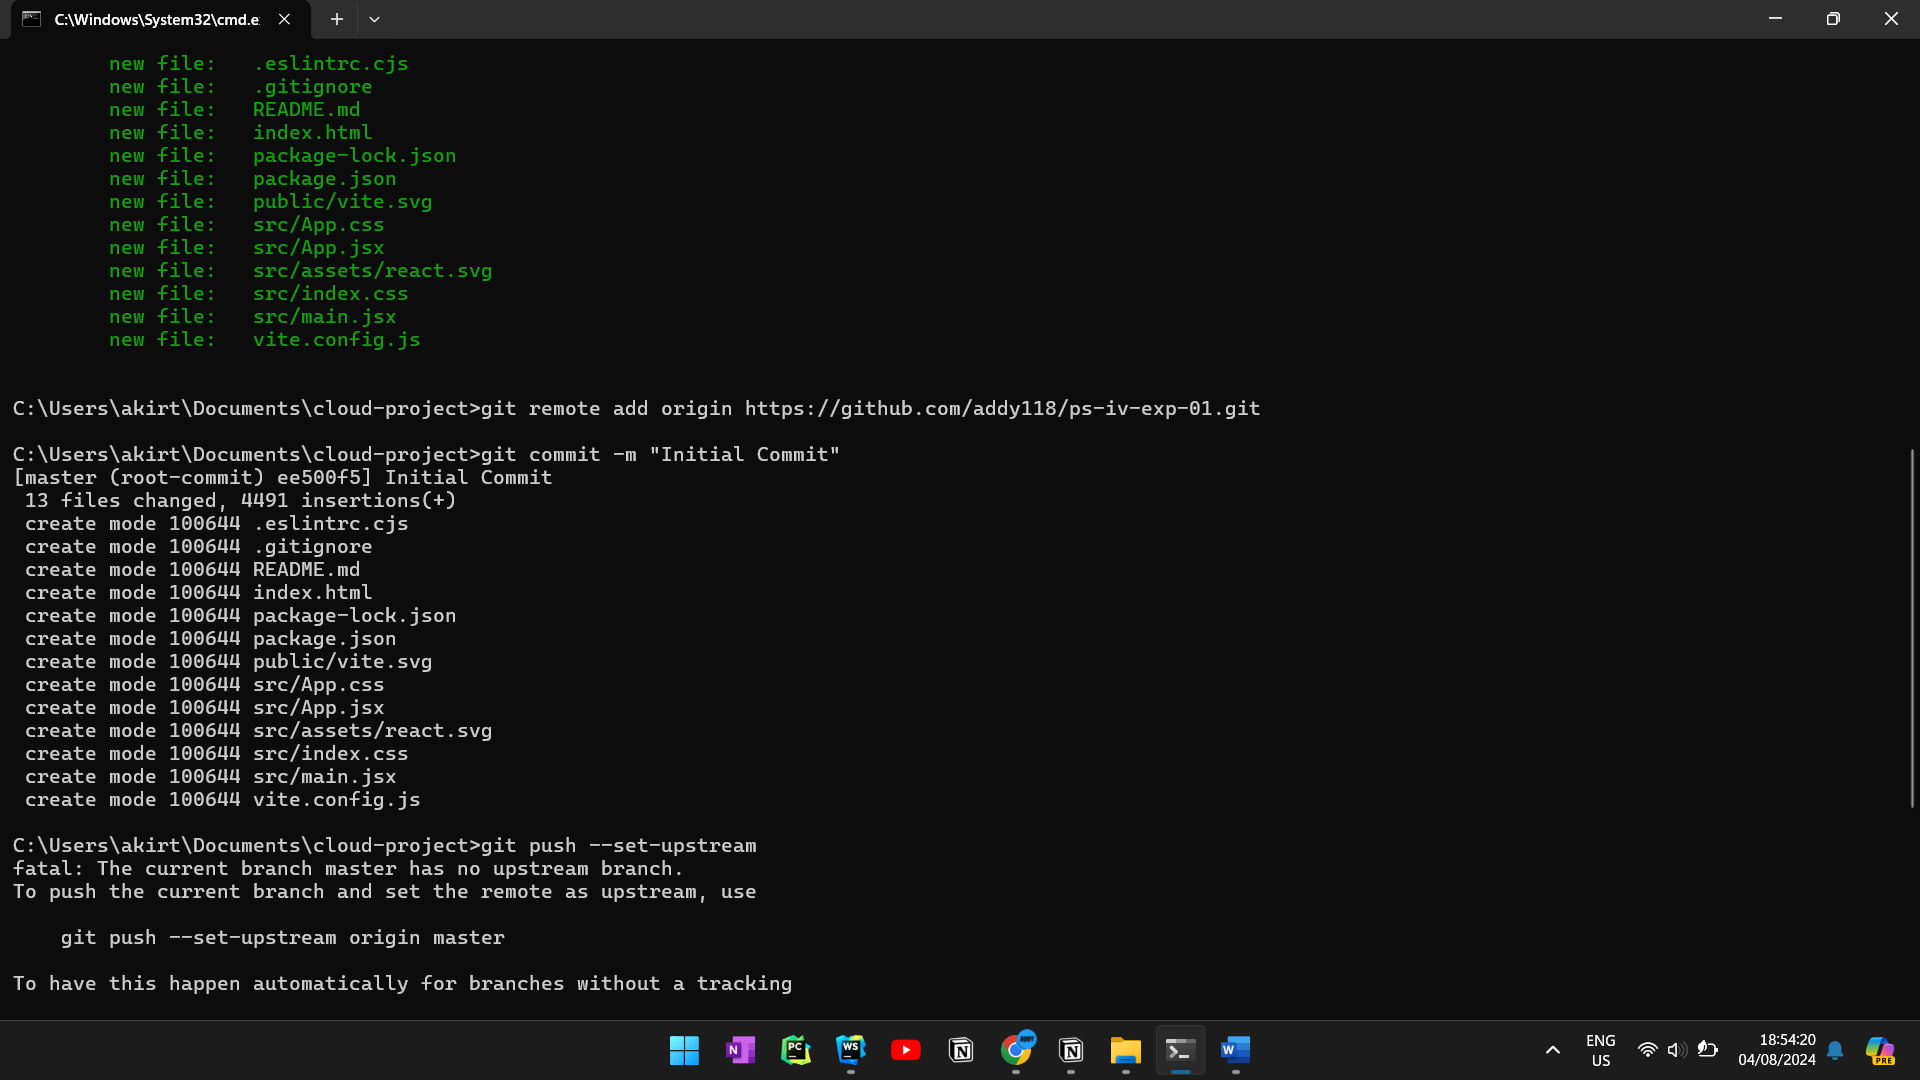 C:\Windows\System32\cmd.e
new file:   .eslintrc.cjs
new file:   .gitignore
new file:   README.md
new file:   index.html
new file:   package-lock.json
new file:   package.json
new file:   public/vite.svg
new file:   src/App.css
new file:   src/App.jsx
new file:   src/assets/react.svg
new file:   src/index.css
new file:   src/main.jsx
new file:   vite.config.js
C:\Users\akirt\Documents\cloud-project>git remote add origin https://github.com/addy118/ps-iv-exp-01.git
C:\Users\akirt\Documents\cloud-project>git commit -m "Initial Commit"
[master (root-commit) ee500f5] Initial Commit
13 files changed, 4491 insertions(+)
create mode 100644 .eslintrc.cjs
create mode 100644 .gitignore
create mode 100644 README.md
create mode 100644 index.html
create mode 100644 package-lock.json
create mode 100644 package.json
create mode 100644 public/vite.svg
create mode 100644 src/App.css
create mode 100644 src/App.jsx
create mode 100644 src/assets/react.svg
create mode 100644 src/index.css
create mode 100644 src/main.jsx
create mode 100644 vite.config.js
C:\Users\akirt\Documents\cloud-project>git push --set-upstream
fatal: The current branch master has no upstream branch.
To push the current branch and set the remote as upstream, use
git push --set-upstream origin master
To have this happen automatically for branches without a tracking
N
PC
WS
N
ADDY
N
W
ENG
US
18:54:20
04/08/2024
PRE